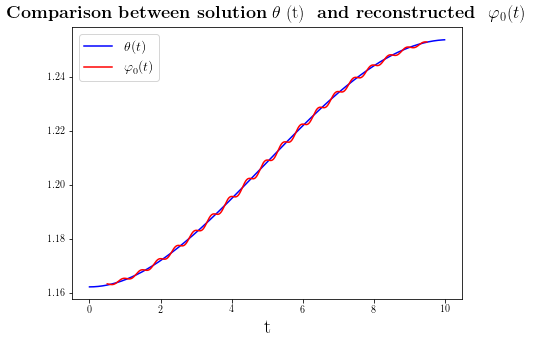 Comparison between solution θ (t) and reconstructed φ₀(t)
θ(t)
φ₀(t)
1.24
1.22
1.20
1.18
1.16
0 2 4 6 8 10
t